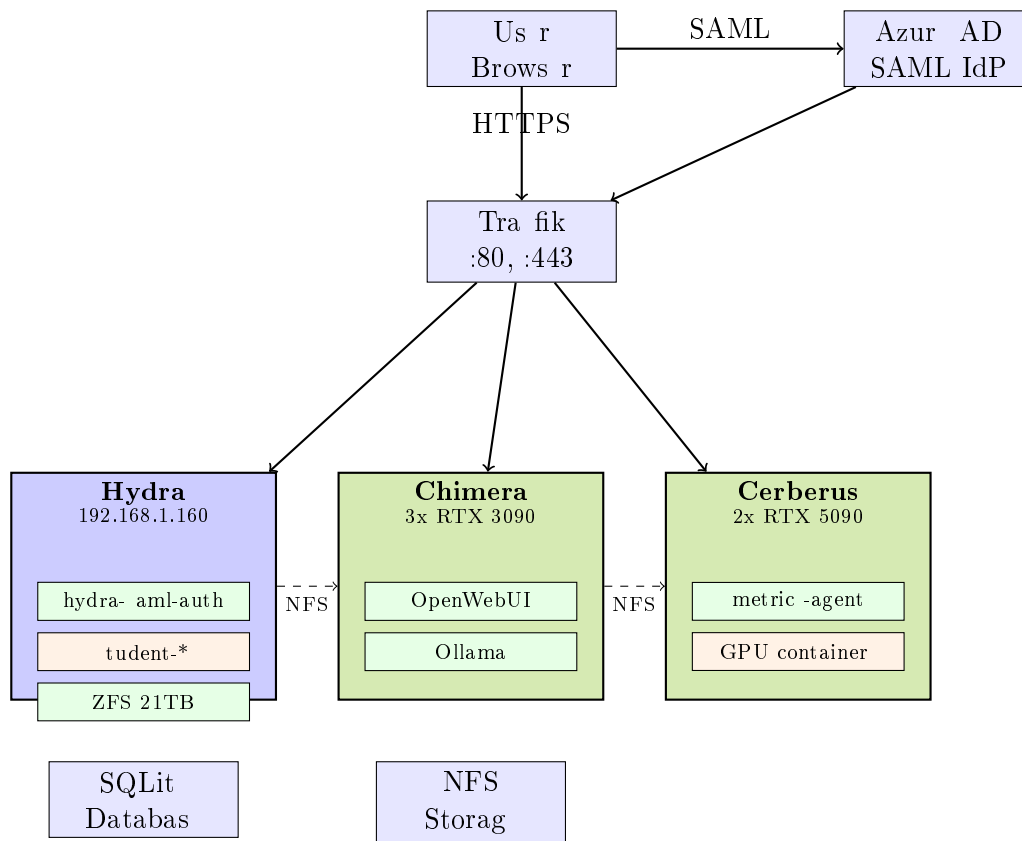 Us r
Brows r
SAML
Azur AD
SAML IdP
HTTPS
Tra fik
:80, :443
Hydra
192.168.1.160
hydra- aml-auth
tudent-*
ZFS 21TB
NFS
Chimera
3x RTX 3090
OpenWebUI
Ollama
NFS
Cerberus
2x RTX 5090
metric -agent
GPU container
SQLit
Databas
NFS
Storag